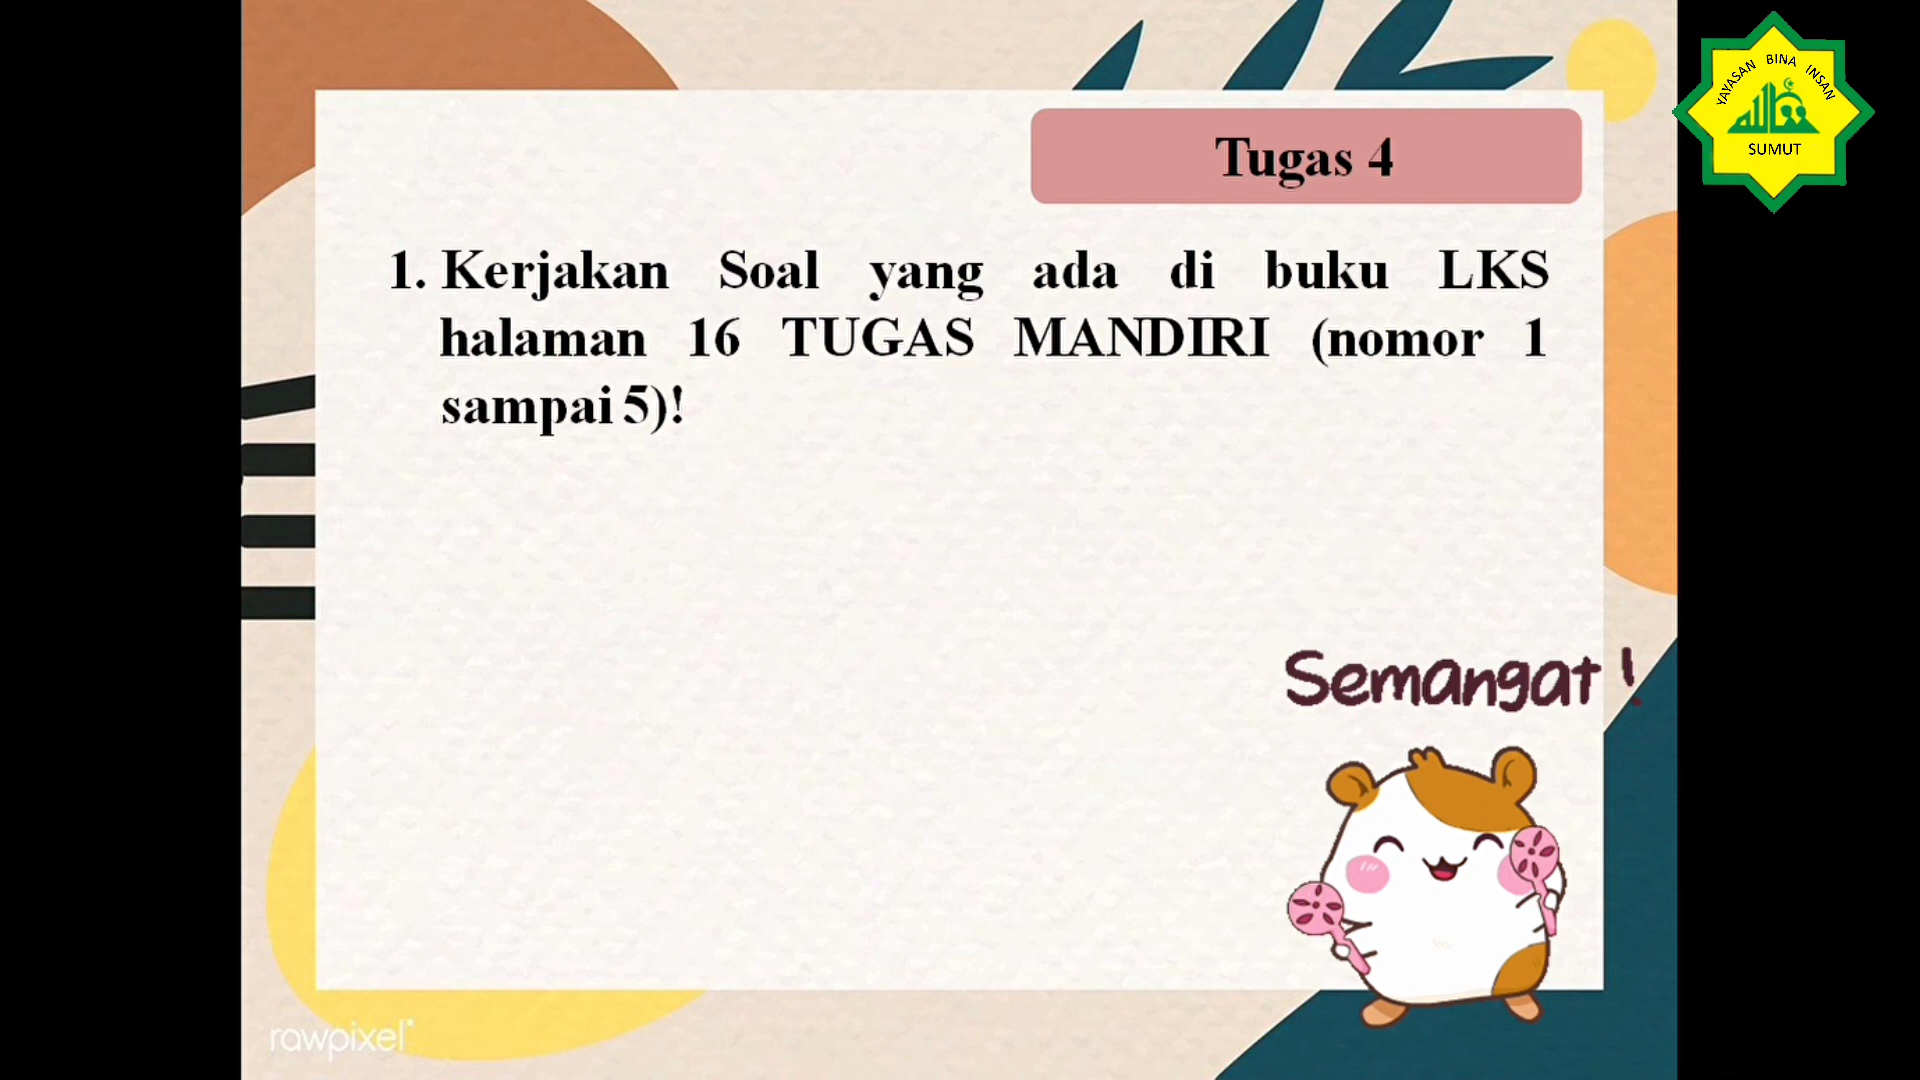 YAYASAN BINA INSAN
SUMUT
Tugas 4
1. Kerjakan Soal yang ada di buku LKS
halaman 16 TUGAS MANDIRI (nomor 1
sampai 5)!
Semangat !
rawpixel